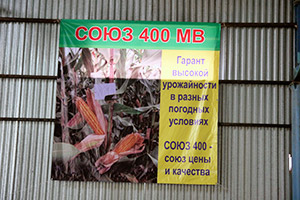 СОЮЗ 400 МВ
Гарант
высокой
урожайности
в разных
погодных
условиях
СОЮЗ 400 -
союз цены
и качества